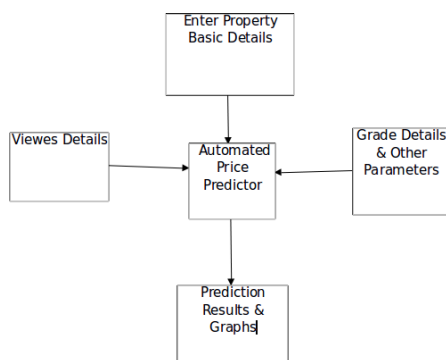 Enter Property
Basic Details
Viewes Details
Automated
Price
Predictor
Grade Details
& Other
Parameters
Prediction
Results &
Graphs